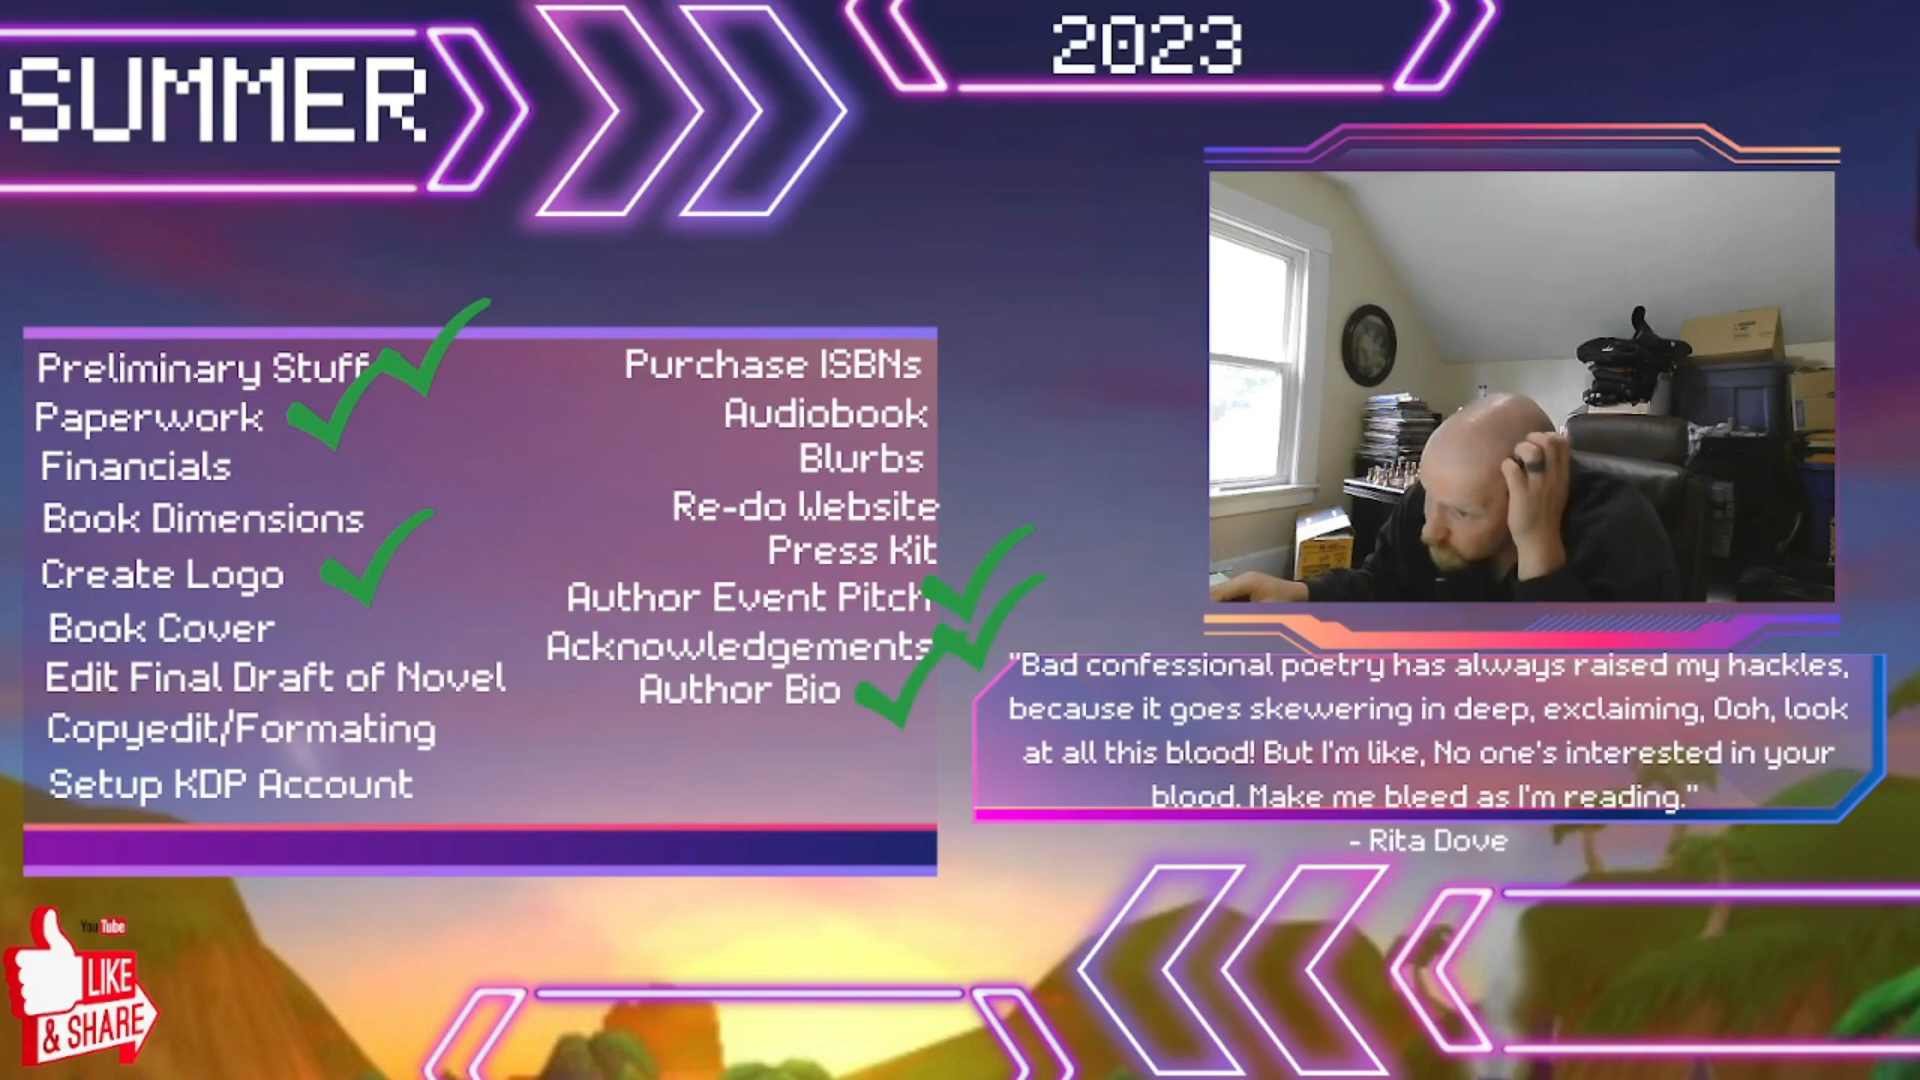 SUMMER
2023
Preliminary Stuff
Paperwork
Financials
Book Dimensions
Create Logo
Book Cover
Edit Final Draft of Novel
Copyedit/Formating
Setup KDP Account
Purchase ISBNs
Audiobook
Blurbs
Re-do Website
Press Kit
Author Event Pitch
Acknowledgements
Author Bio
"Bad confessional poetry has always raised my hackles,
because it goes skewering in deep, exclaiming, Ooh, look
at all this blood! But I'm like, No one's interested in your
blood. Make me bleed as I'm reading."
- Rita Dove
You Tube
LIKE
& SHARE